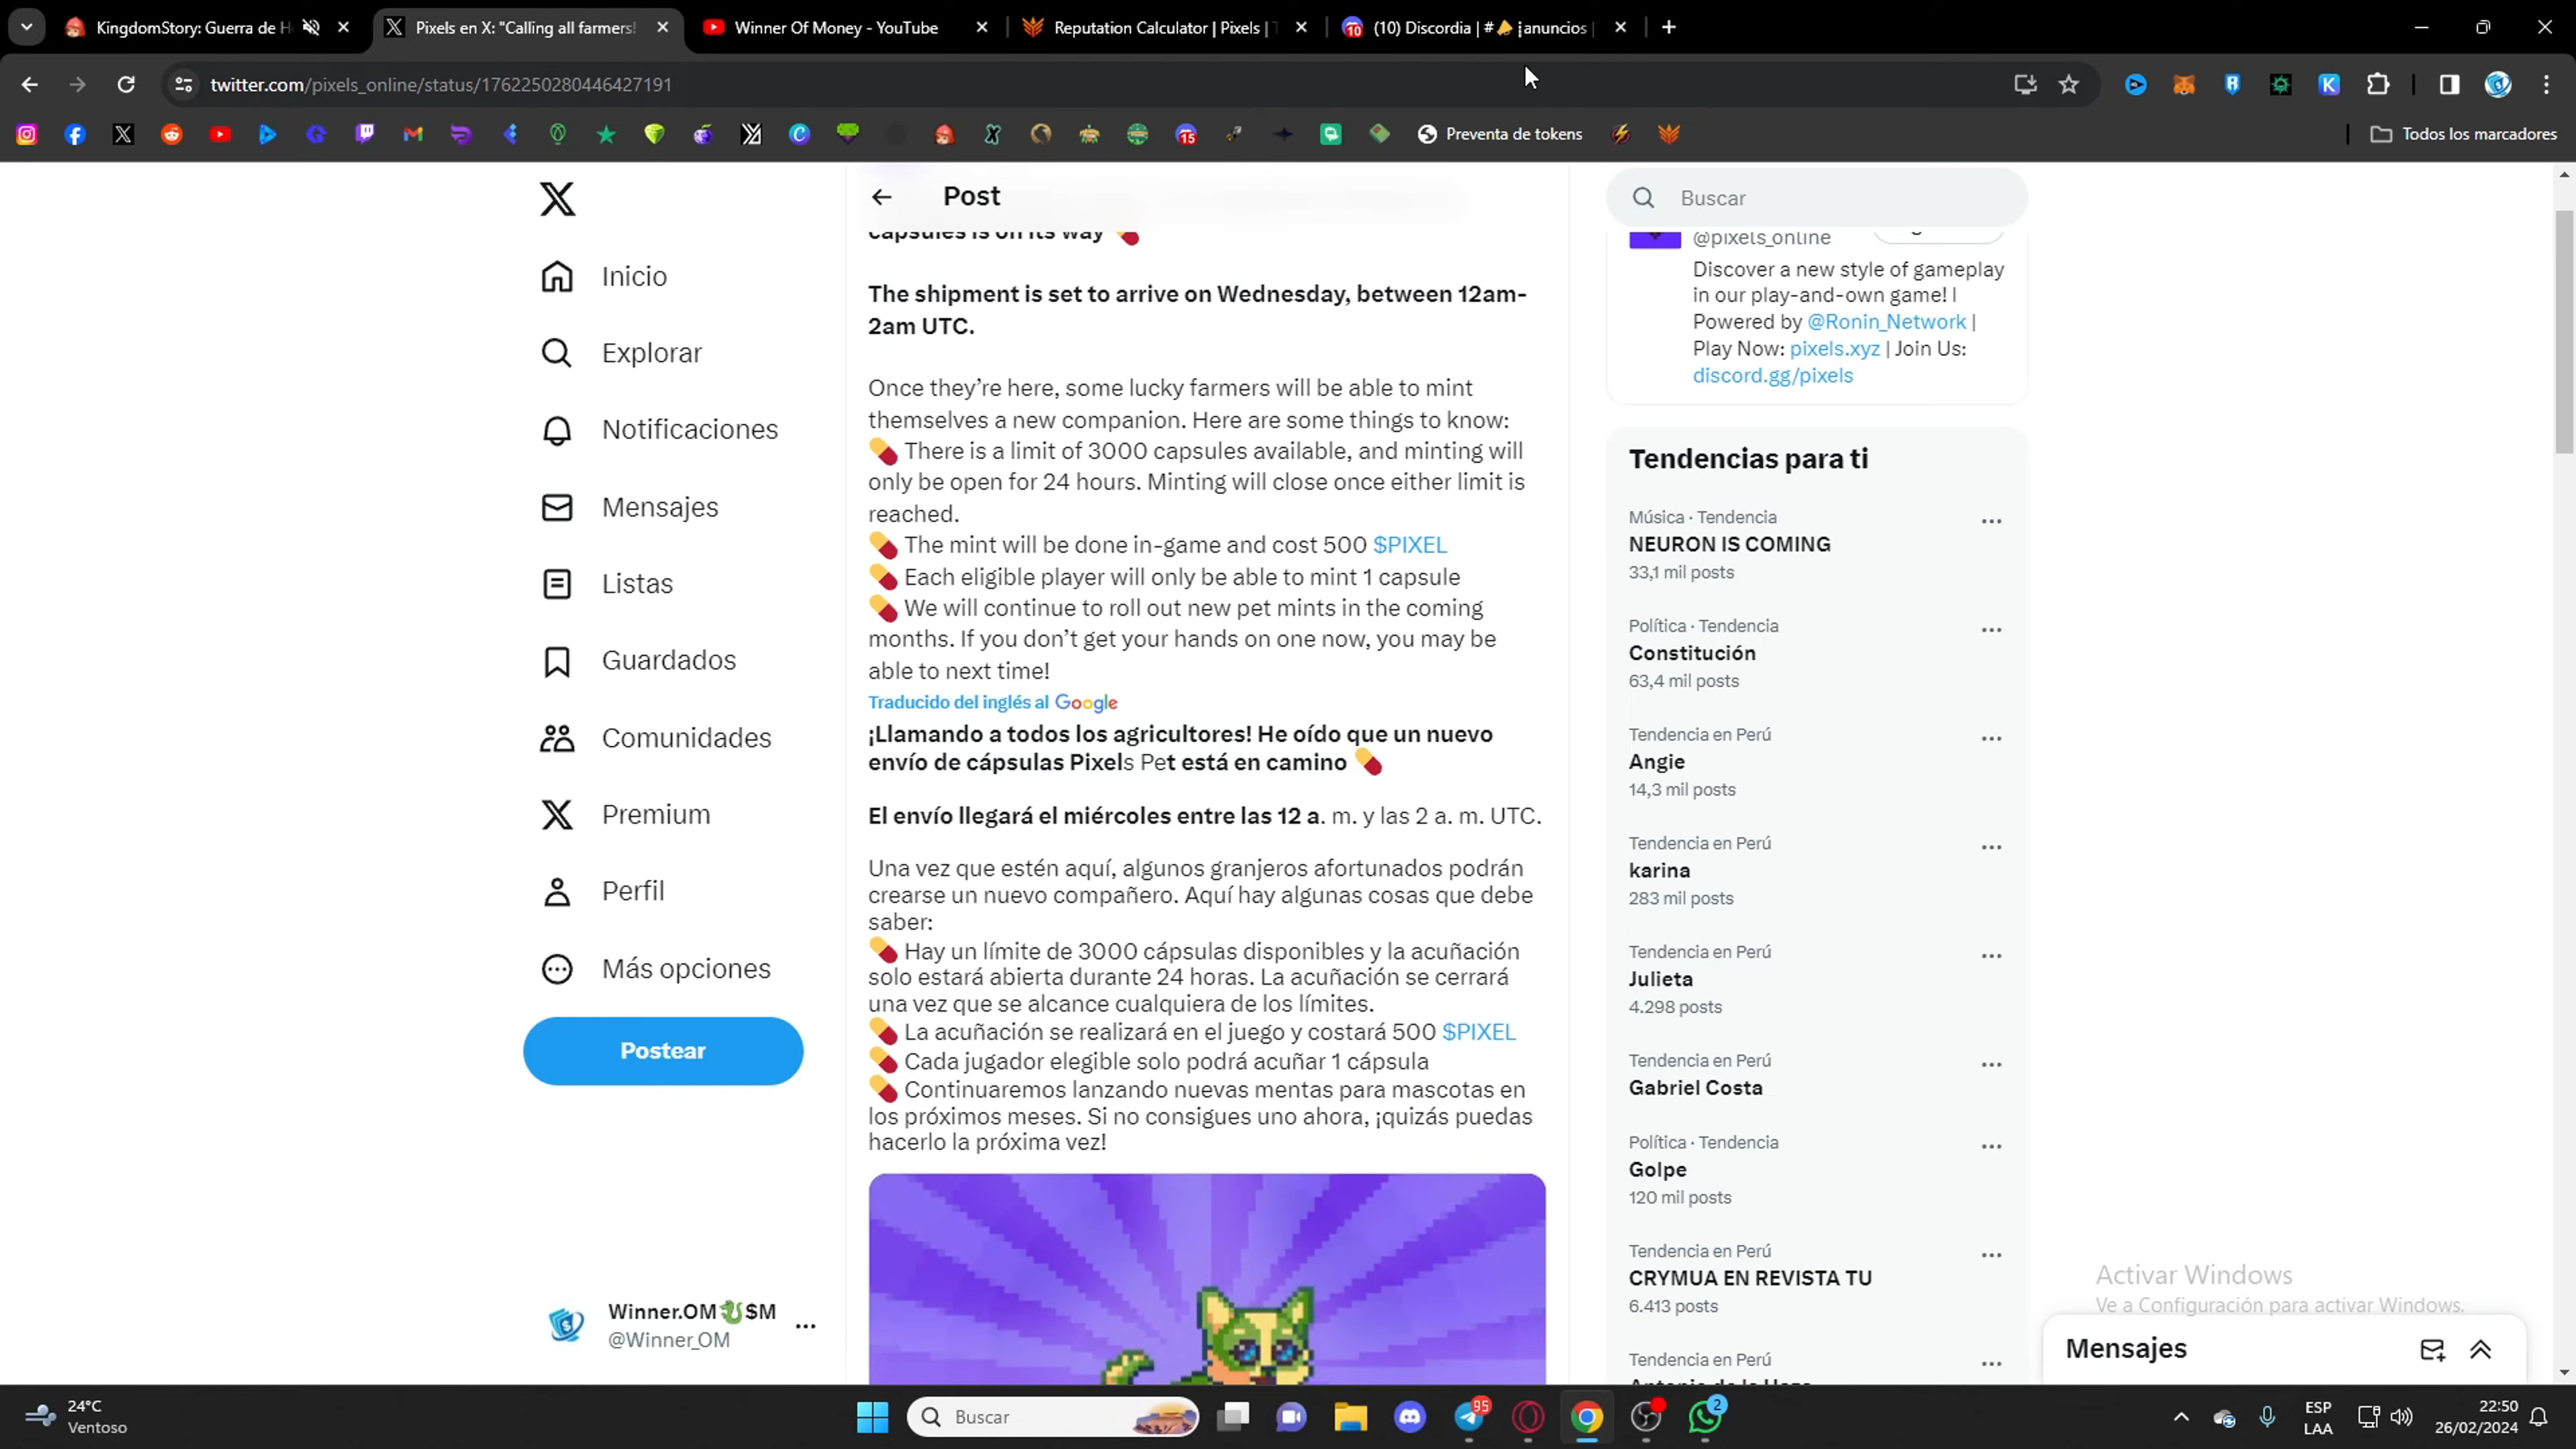 KingdomStory: Guerra de H
Pixels en X: "Calling all farmers!
Winner Of Money - YouTube
Reputation Calculator | Pixels | T
(10) Discordia | # ¡anuncios |
twitter.com/pixels_online/status/1762250280446427191
Preventa de tokens
Todos los marcadores
Post
Buscar
Inicio
Explorar
Notificaciones
Mensajes
Listas
Guardados
Comunidades
Premium
Perfil
Más opciones
Postear
Winner.OM $M
@Winner_OM
capsules is on its way
The shipment is set to arrive on Wednesday, between 12am-
2am UTC.
Once they’re here, some lucky farmers will be able to mint
themselves a new companion. Here are some things to know:
There is a limit of 3000 capsules available, and minting will
only be open for 24 hours. Minting will close once either limit is
reached.
The mint will be done in-game and cost 500 $PIXEL
Each eligible player will only be able to mint 1 capsule
We will continue to roll out new pet mints in the coming
months. If you don’t get your hands on one now, you may be
able to next time!
Traducido del inglés al Google
¡Llamando a todos los agricultores! He oído que un nuevo
envío de cápsulas Pixels Pet está en camino
El envío llegará el miércoles entre las 12 a. m. y las 2 a. m. UTC.
Una vez que estén aquí, algunos granjeros afortunados podrán
crearse un nuevo compañero. Aquí hay algunas cosas que debe
saber:
Hay un límite de 3000 cápsulas disponibles y la acuñación
solo estará abierta durante 24 horas. La acuñación se cerrará
una vez que se alcance cualquiera de los límites.
La acuñación se realizará en el juego y costará 500 $PIXEL
Cada jugador elegible solo podrá acuñar 1 cápsula
Continuaremos lanzando nuevas mentas para mascotas en
los próximos meses. Si no consigues uno ahora, ¡quizás puedas
hacerlo la próxima vez!
@pixels_online
Discover a new style of gameplay
in our play-and-own game! |
Powered by @Ronin_Network |
Play Now: pixels.xyz | Join Us:
discord.gg/pixels
Tendencias para ti
Música · Tendencia
NEURON IS COMING
33,1 mil posts
Política · Tendencia
Constitución
63,4 mil posts
Tendencia en Perú
Angie
14,3 mil posts
Tendencia en Perú
karina
283 mil posts
Tendencia en Perú
Julieta
4.298 posts
Tendencia en Perú
Gabriel Costa
Política · Tendencia
Golpe
120 mil posts
Tendencia en Perú
CRYMUA EN REVISTA TU
6.413 posts
Tendencia en Perú
Activar Windows
Ve a Configuración para activar Windows.
Mensajes
24°C
Ventoso
Buscar
95
2
ESP
LAA
22:50
26/02/2024